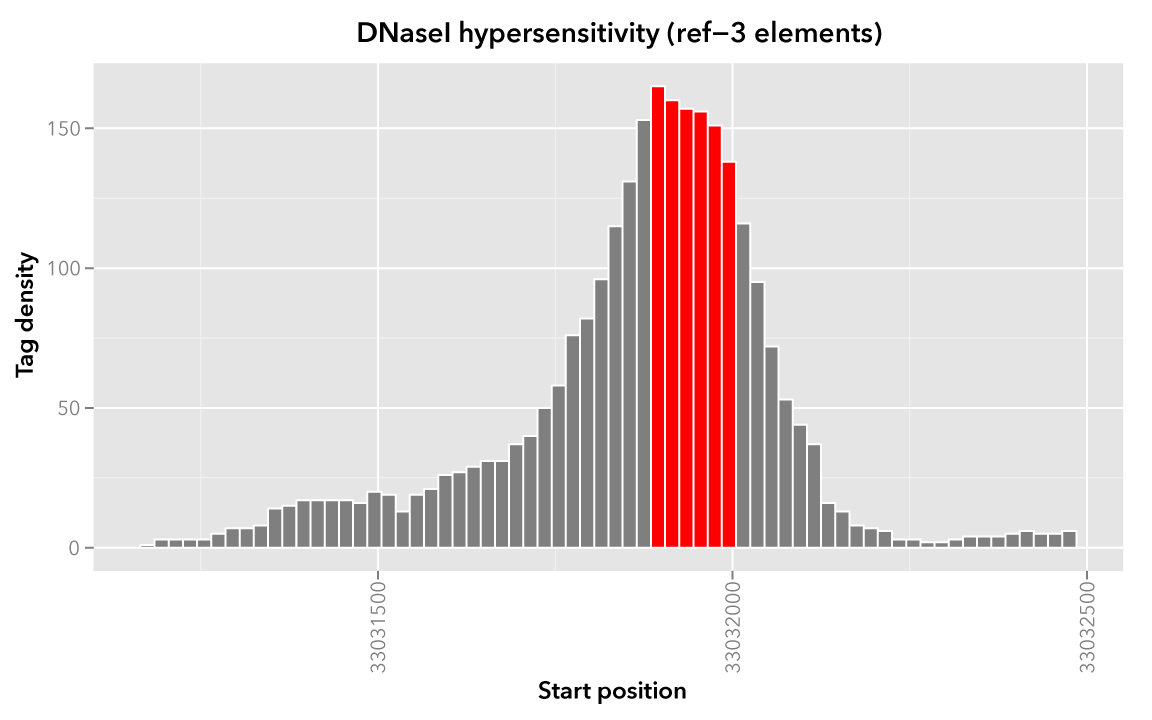 DNaseI hypersensitivity (ref−3 elements)
150
100
50
0
Tag density
33031500
33032000
33032500
Start position